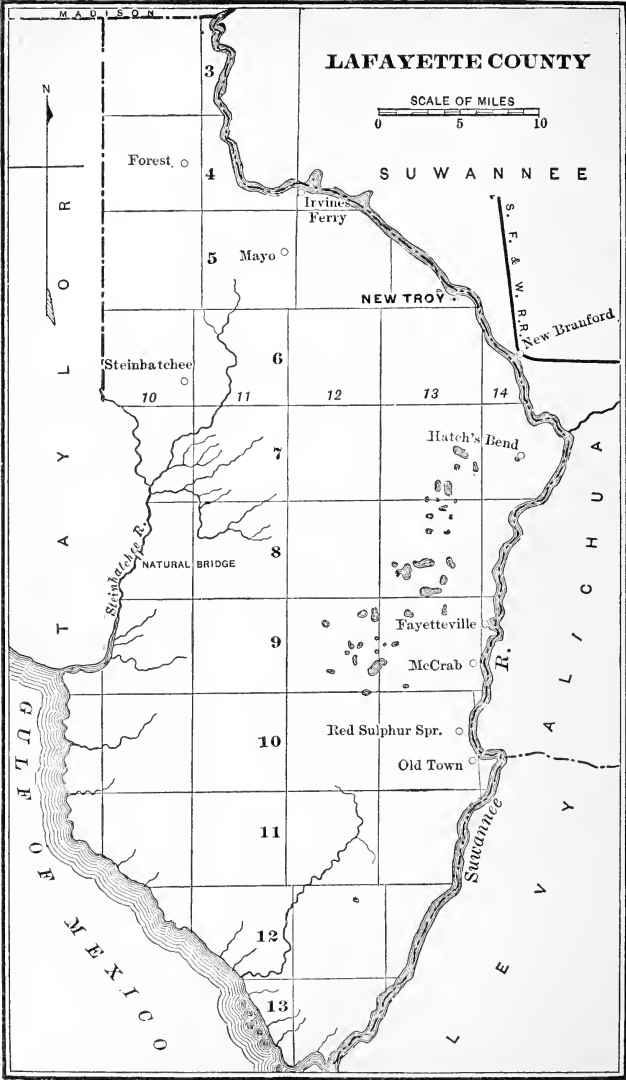 MADISON
LAFAYETTE COUNTY
SCALE OF MILES
0 5 10
N
3
SUWANNEE
Forest
4
Irvines
Ferry
S. F. & W. R.R.
TAYLOR
5
Mayo
NEW TROY
New Branford
Steinhatchee
6
10 11 12 13 14
Hatch's Bend
7
ALACHUA
Steinhatchee R.
NATURAL BRIDGE
8
Fayetteville
9
McCrab
R.
Red Sulphur Spr.
10
Old Town
GULF OF MEXICO
11
Suwannee
12
LEVY
13